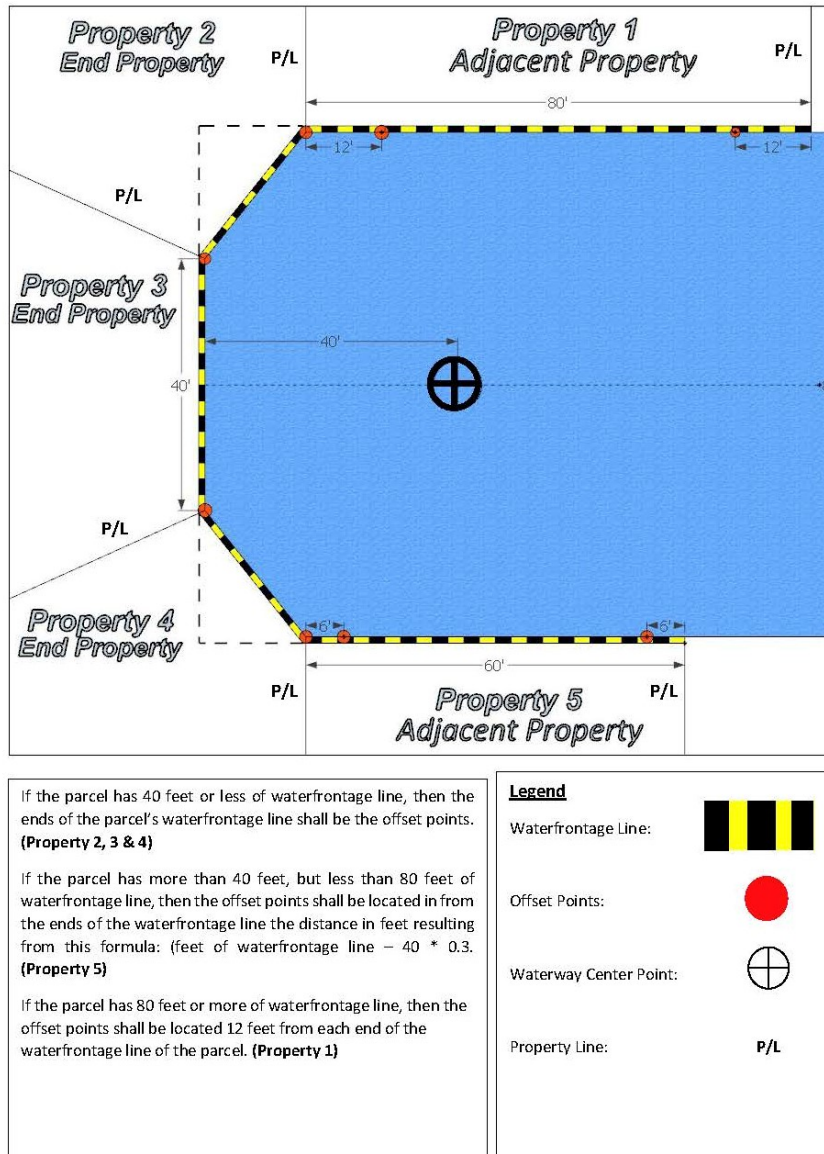 Property 2
End Property
P/L
Property 1
Adjacent Property
P/L
80'
12'
12'
P/L
Property 3
End Property
40'
40'
P/L
Property 4
End Property
6'
6'
60'
P/L
Property 5
Adjacent Property
P/L
If the parcel has 40 feet or less of waterfrontage line, then the
ends of the parcel's waterfrontage line shall be the offset points.
(Property 2, 3 & 4)
If the parcel has more than 40 feet, but less than 80 feet of
waterfrontage line, then the offset points shall be located in from
the ends of the waterfrontage line the distance in feet resulting
from this formula: (feet of waterfrontage line – 40 * 0.3.
(Property 5)
If the parcel has 80 feet or more of waterfrontage line, then the
offset points shall be located 12 feet from each end of the
waterfrontage line of the parcel. (Property 1)
Legend
Waterfrontage Line:
Offset Points:
Waterway Center Point:
Property Line:
P/L